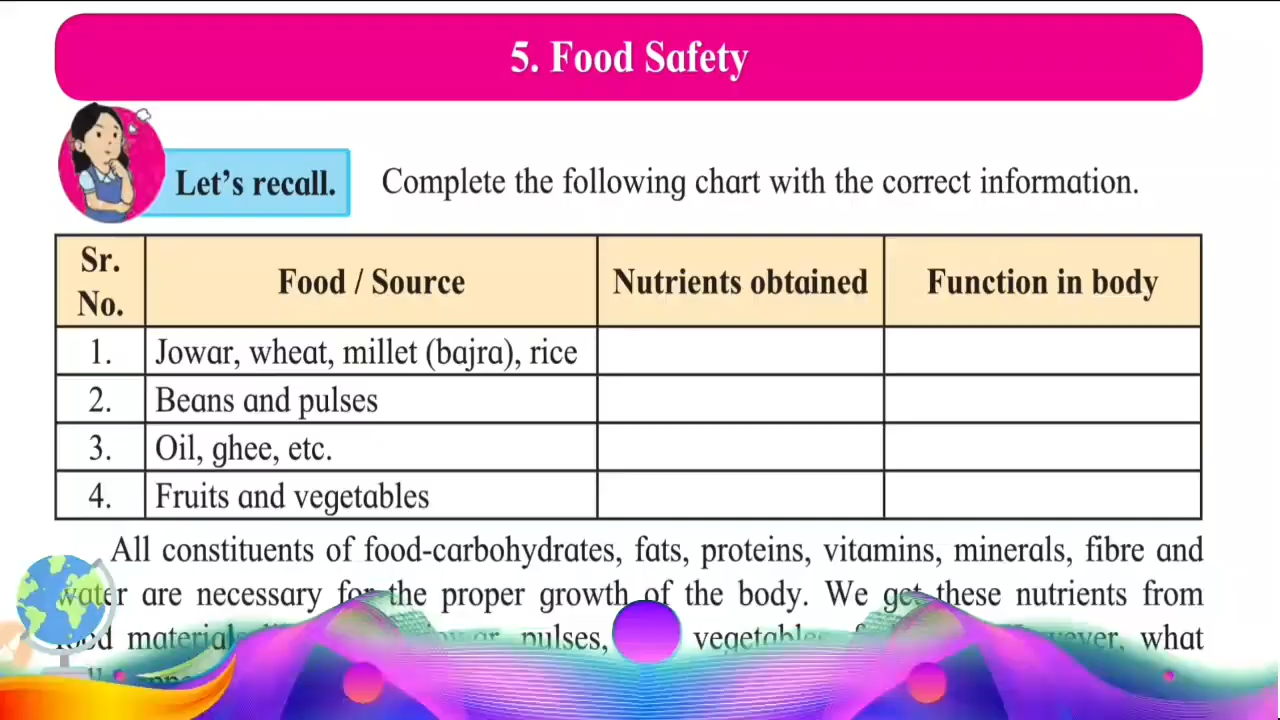 5. Food Safety
Let's recall. Complete the following chart with the correct information.
Sr. No. Food / Source Nutrients obtained Function in body
1. Jowar, wheat, millet (bajra), rice
2. Beans and pulses
3. Oil, ghee, etc.
4. Fruits and vegetables
All constituents of food-carbohydrates, fats, proteins, vitamins, minerals, fibre and
water are necessary for the proper growth of the body. We get these nutrients from
materials pulses, vegetables what